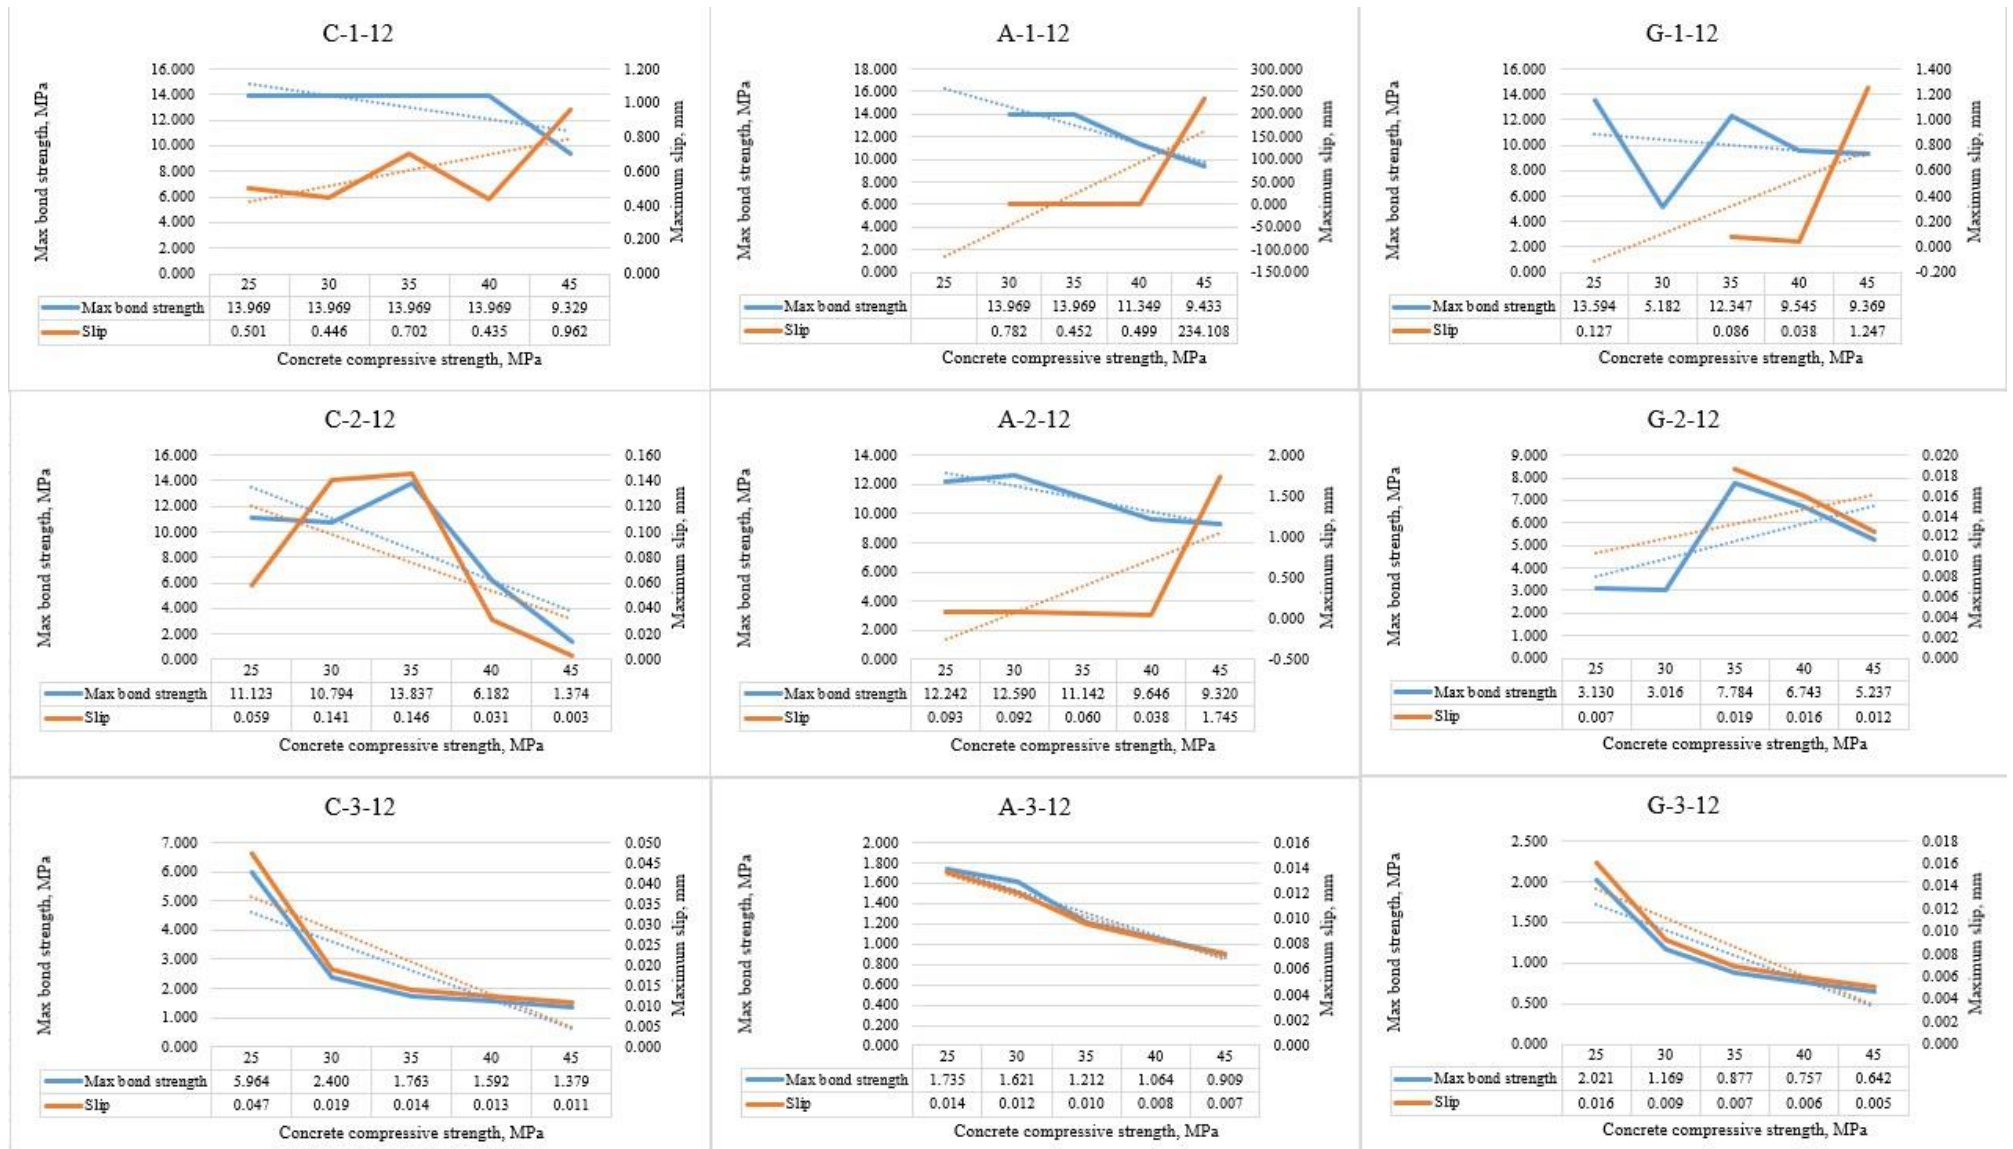 C-1-12
Max bond strength, MPa
16.000
14.000
12.000
10.000
8.000
6.000
4.000
2.000
0.000
1.200
1.000
0.800
0.600
0.400
0.200
0.000
Maximum slip, mm
25 30 35 40 45
Max bond strength 13.969 13.969 13.969 13.969 9.329
Slip 0.501 0.446 0.702 0.435 0.962
Concrete compressive strength, MPa
A-1-12
Max bond strength, MPa
18.000
16.000
14.000
12.000
10.000
8.000
6.000
4.000
2.000
0.000
300.000
250.000
200.000
150.000
100.000
50.000
0.000
-50.000
-100.000
-150.000
Maximum slip, mm
25 30 35 40 45
Max bond strength 13.969 13.969 11.349 9.433
Slip 0.782 0.452 0.499 234.108
Concrete compressive strength, MPa
G-1-12
Max bond strength, MPa
16.000
14.000
12.000
10.000
8.000
6.000
4.000
2.000
0.000
1.400
1.200
1.000
0.800
0.600
0.400
0.200
0.000
-0.200
Maximum slip, mm
25 30 35 40 45
Max bond strength 13.594 5.182 12.347 9.545 9.369
Slip 0.127 0.086 0.038 1.247
Concrete compressive strength, MPa
C-2-12
Max bond strength, MPa
16.000
14.000
12.000
10.000
8.000
6.000
4.000
2.000
0.000
0.160
0.140
0.120
0.100
0.080
0.060
0.040
0.020
0.000
Maximum slip, mm
25 30 35 40 45
Max bond strength 11.123 10.794 13.837 6.182 1.374
Slip 0.059 0.141 0.146 0.031 0.003
Concrete compressive strength, MPa
A-2-12
Max bond strength, MPa
14.000
12.000
10.000
8.000
6.000
4.000
2.000
0.000
2.000
1.500
1.000
0.500
0.000
-0.500
Maximum slip, mm
25 30 35 40 45
Max bond strength 12.242 12.590 11.142 9.646 9.320
Slip 0.093 0.092 0.060 0.038 1.745
Concrete compressive strength, MPa
G-2-12
Max bond strength, MPa
9.000
8.000
7.000
6.000
5.000
4.000
3.000
2.000
1.000
0.000
0.020
0.018
0.016
0.014
0.012
0.010
0.008
0.006
0.004
0.002
0.000
Maximum slip, mm
25 30 35 40 45
Max bond strength 3.130 3.016 7.784 6.743 5.237
Slip 0.007 0.019 0.016 0.012
Concrete compressive strength, MPa
C-3-12
Max bond strength, MPa
7.000
6.000
5.000
4.000
3.000
2.000
1.000
0.000
0.050
0.045
0.040
0.035
0.030
0.025
0.020
0.015
0.010
0.005
0.000
Maximum slip, mm
25 30 35 40 45
Max bond strength 5.964 2.400 1.763 1.592 1.379
Slip 0.047 0.019 0.014 0.013 0.011
Concrete compressive strength, MPa
A-3-12
Max bond strength, MPa
2.000
1.800
1.600
1.400
1.200
1.000
0.800
0.600
0.400
0.200
0.000
0.016
0.014
0.012
0.010
0.008
0.006
0.004
0.002
0.000
Maximum slip, mm
25 30 35 40 45
Max bond strength 1.735 1.621 1.212 1.064 0.909
Slip 0.014 0.012 0.010 0.008 0.007
Concrete compressive strength, MPa
G-3-12
Max bond strength, MPa
2.500
2.000
1.500
1.000
0.500
0.000
0.018
0.016
0.014
0.012
0.010
0.008
0.006
0.004
0.002
0.000
Maximum slip, mm
25 30 35 40 45
Max bond strength 2.021 1.169 0.877 0.757 0.642
Slip 0.016 0.009 0.007 0.006 0.005
Concrete compressive strength, MPa